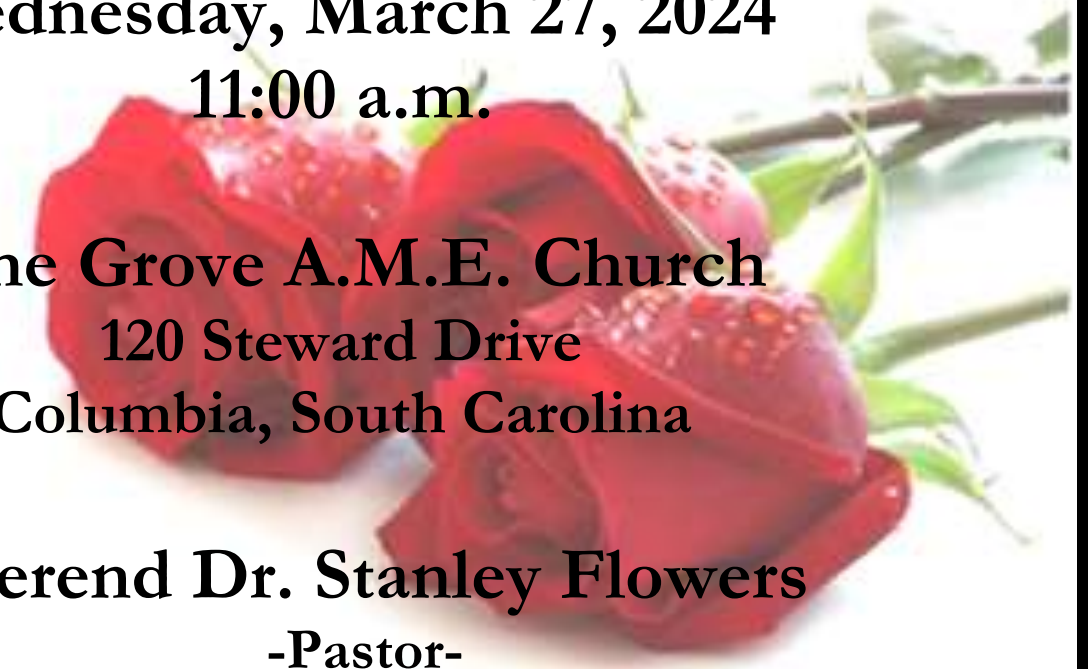 ednesday, March 27, 2024
11:00 a.m.
ne Grove A.M.E. Church
120 Steward Drive
Columbia, South Carolina
erend Dr. Stanley Flowers
-Pastor-